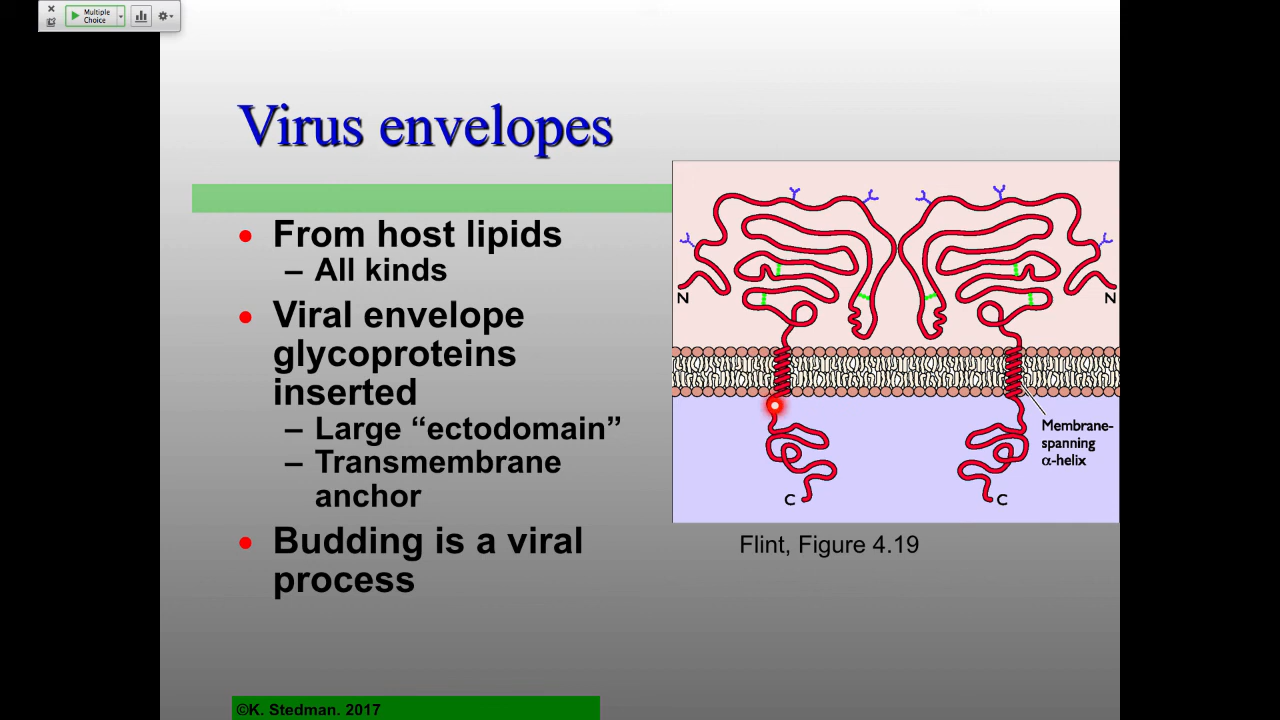 Multiple
Choice
Virus envelopes
• From host lipids
– All kinds
• Viral envelope
glycoproteins
inserted
– Large “ectodomain”
– Transmembrane
anchor
• Budding is a viral
process
N
N
Membrane-
spanning
α-helix
C
C
Flint, Figure 4.19
©K. Stedman. 2017